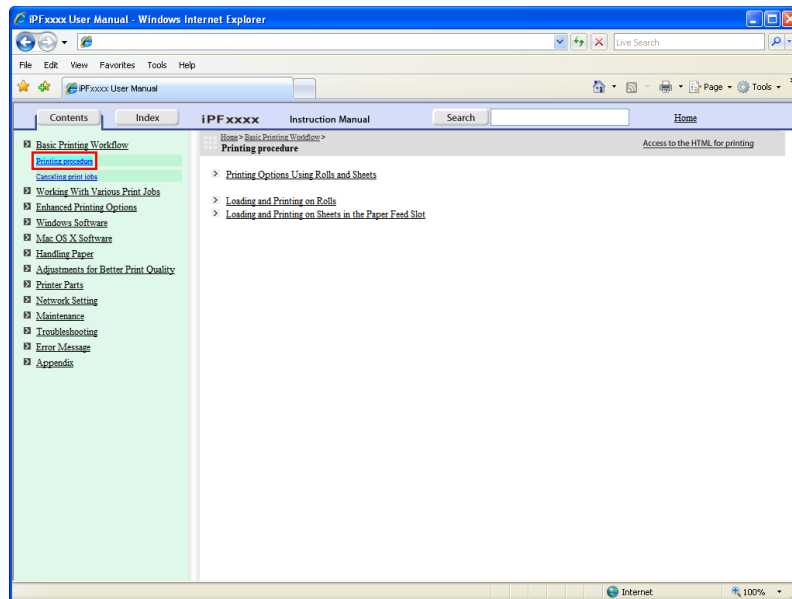 iPFxxxx User Manual - Windows Internet Explorer
Live Search
File Edit View Favorites Tools Help
iPFxxxx User Manual
Page Tools
Contents Index iPFxxxx Instruction Manual Search Home
Home > Basic Printing Workflow >
Printing procedure
Access to the HTML for printing
Basic Printing Workflow
Printing procedure
Canceling print jobs
Working With Various Print Jobs
Enhanced Printing Options
Windows Software
Mac OS X Software
Handling Paper
Adjustments for Better Print Quality
Printer Parts
Network Setting
Maintenance
Troubleshooting
Error Message
Appendix
Printing Options Using Rolls and Sheets
Loading and Printing on Rolls
Loading and Printing on Sheets in the Paper Feed Slot
Internet 100%